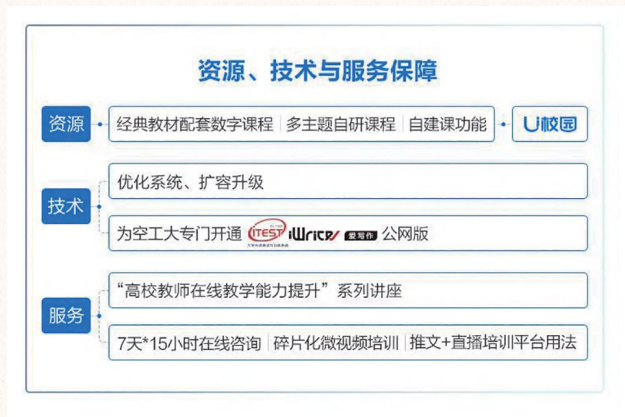 资源、技术与服务保障
资源
经典教材配套数字课程 | 多主题自研课程 | 自建课功能
U校园
技术
优化系统、扩容升级
为空工大专门开通 iTEST iWrite 爱写作 公网版
服务
“高校教师在线教学能力提升”系列讲座
7天*15小时在线咨询 | 碎片化微视频培训 | 推文+直播培训平台用法